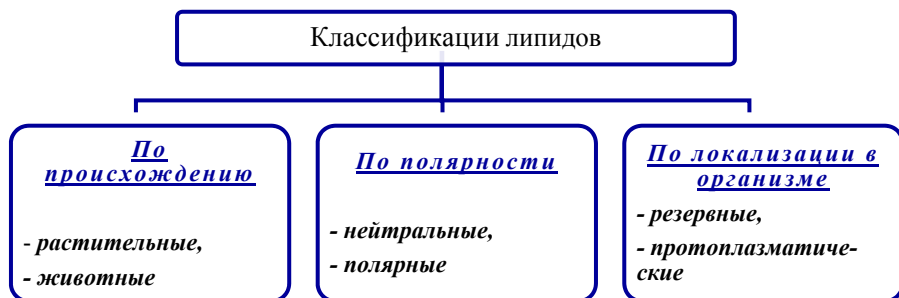 Классификации липидов
По
происхождению
- растительные,
- животные
По полярности
- нейтральные,
- полярные
По локализации в
организме
- резервные,
- протоплазматиче-
ские